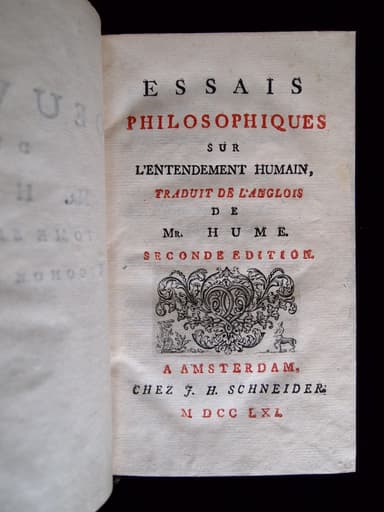 ESSAIS
PHILOSOPHIQUES
SUR
L'ENTENDEMENT HUMAIN,
TRADUIT DE L'ANGLOIS
DE
MR. HUME.
SECONDE EDITION.
A AMSTERDAM,
CHEZ J. H. SCHNEIDER.
M DCC LXI.